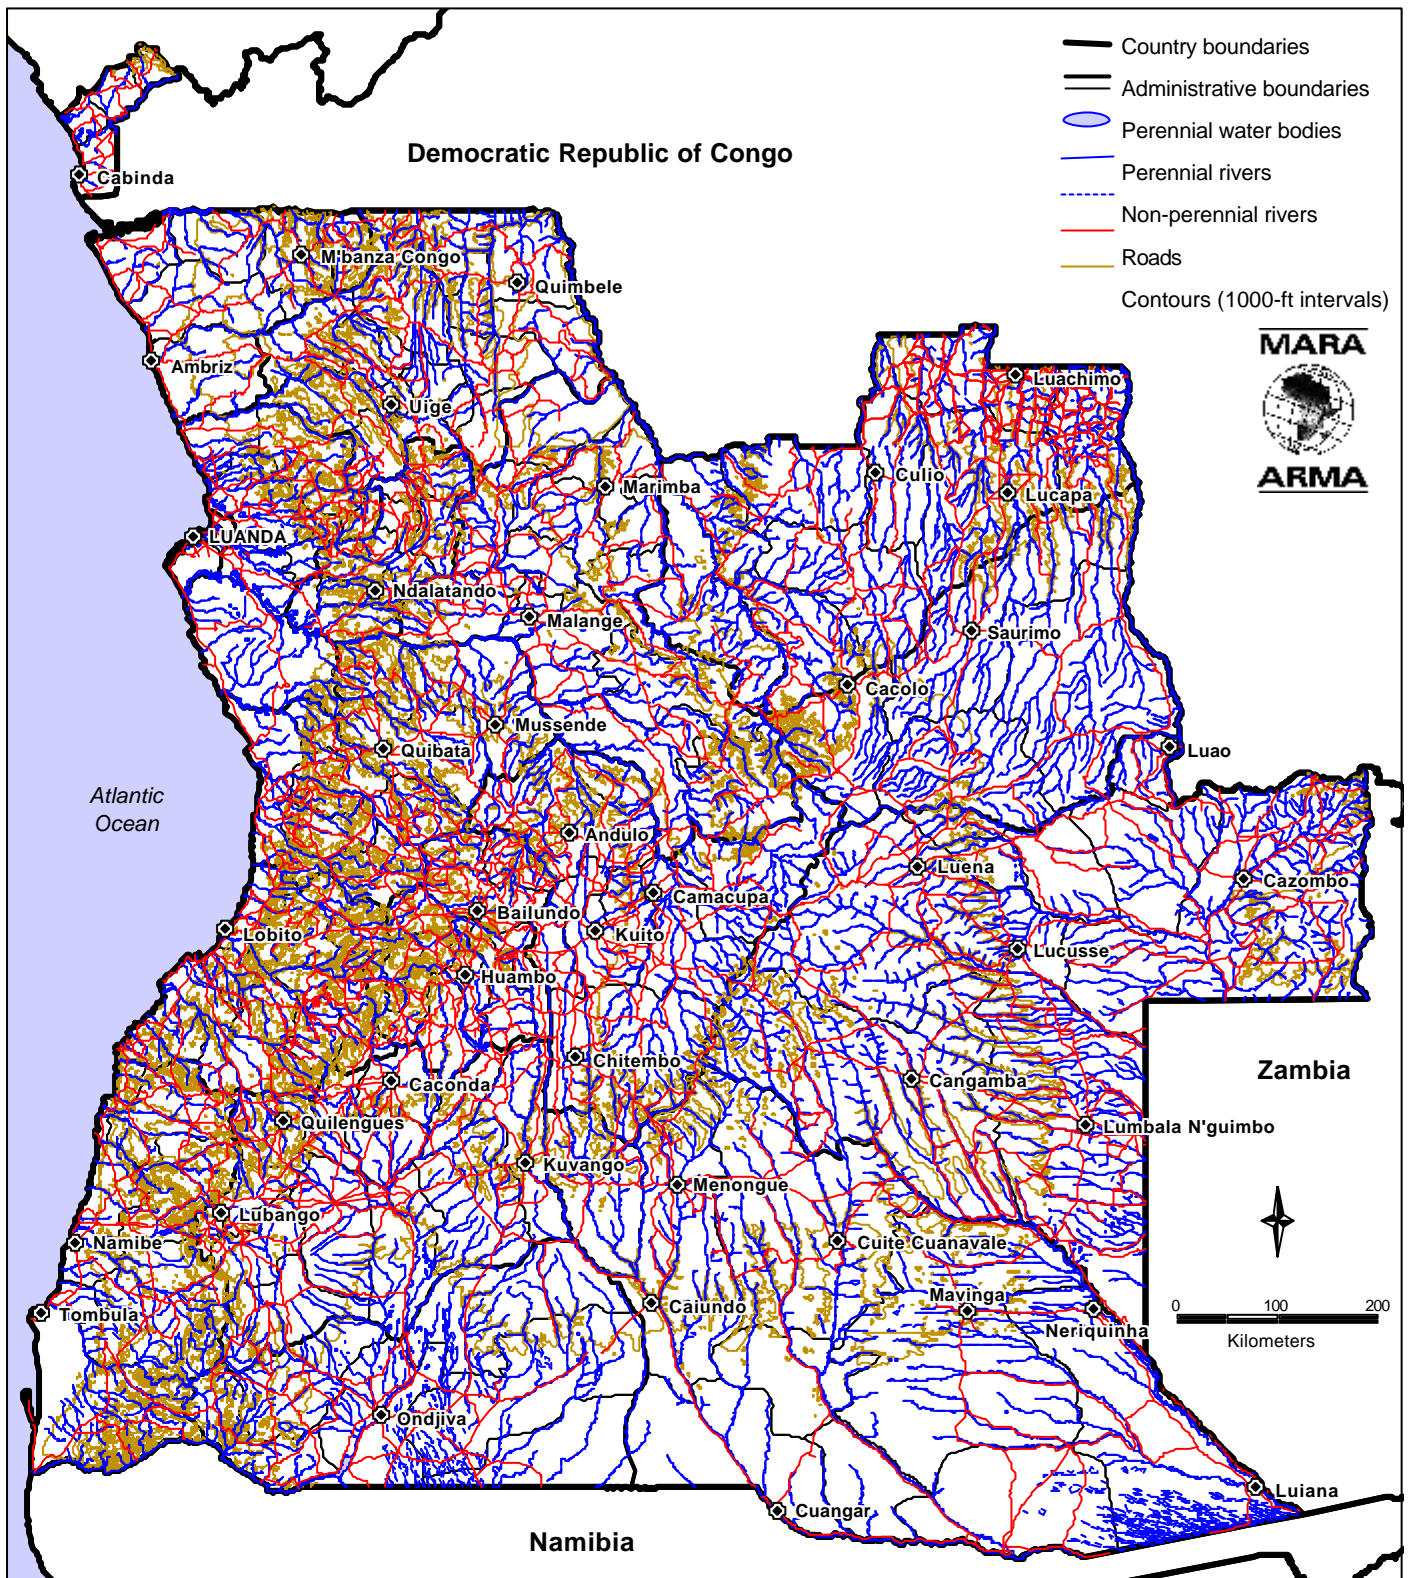 Country boundaries
Administrative boundaries
Perennial water bodies
Perennial rivers
Non-perennial rivers
Roads
Contours (1000-ft intervals)
MARA
ARMA
Democratic Republic of Congo
Cabinda
M'banza Congo
Quimbele
Ambriz
Luachimo
Uige
Culio
Marimba
Lucapa
LUANDA
Ndalatando
Malange
Saurimo
Cacolo
Mussende
Quibata
Luao
Atlantic
Ocean
Andulo
Luena
Cazombo
Camacupa
Bailundo
Lobito
Kuito
Lucusse
Huambo
Chitembo
Caconda
Cangamba
Zambia
Quilengues
Lumbala N'guimbo
Kuvango
Menongue
Lubango
Namibe
Cuite Cuanavale
Mavinga
Caiundo
Tombula
Neriquinha
0 100 200
Kilometers
Ondjiva
Luiana
Cuangar
Namibia